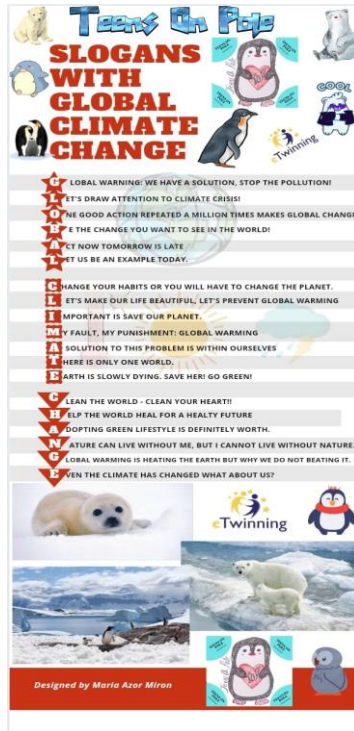 Teens On Pole
SLOGANS
WITH
GLOBAL
CLIMATE
CHANGE
COOL
eTwinning
GLOBAL WARNING: WE HAVE A SOLUTION, STOP THE POLLUTION!
LET'S DRAW ATTENTION TO CLIMATE CRISIS!
ONE GOOD ACTION REPEATED A MILLION TIMES MAKES GLOBAL CHANGE
BE THE CHANGE YOU WANT TO SEE IN THE WORLD!
ACT NOW TOMORROW IS LATE
LET US BE AN EXAMPLE TODAY.
CHANGE YOUR HABITS OR YOU WILL HAVE TO CHANGE THE PLANET.
LET'S MAKE OUR LIFE BEAUTIFUL, LET'S PREVENT GLOBAL WARMING
IMPORTANT IS SAVE OUR PLANET.
MY FAULT, MY PUNISHMENT: GLOBAL WARMING
A SOLUTION TO THIS PROBLEM IS WITHIN OURSELVES
THERE IS ONLY ONE WORLD,
EARTH IS SLOWLY DYING. SAVE HER! GO GREEN!
CLEAN THE WORLD - CLEAN YOUR HEART!!
HELP THE WORLD HEAL FOR A HEALTY FUTURE
ADOPTING GREEN LIFESTYLE IS DEFINITELY WORTH.
NATURE CAN LIVE WITHOUT ME, BUT I CANNOT LIVE WITHOUT NATURE.
GLOBAL WARMING IS HEATING THE EARTH BUT WHY WE DO NOT BEATING IT.
EVEN THE CLIMATE HAS CHANGED WHAT ABOUT US?
eTwinning
Designed by Maria Azor Miron